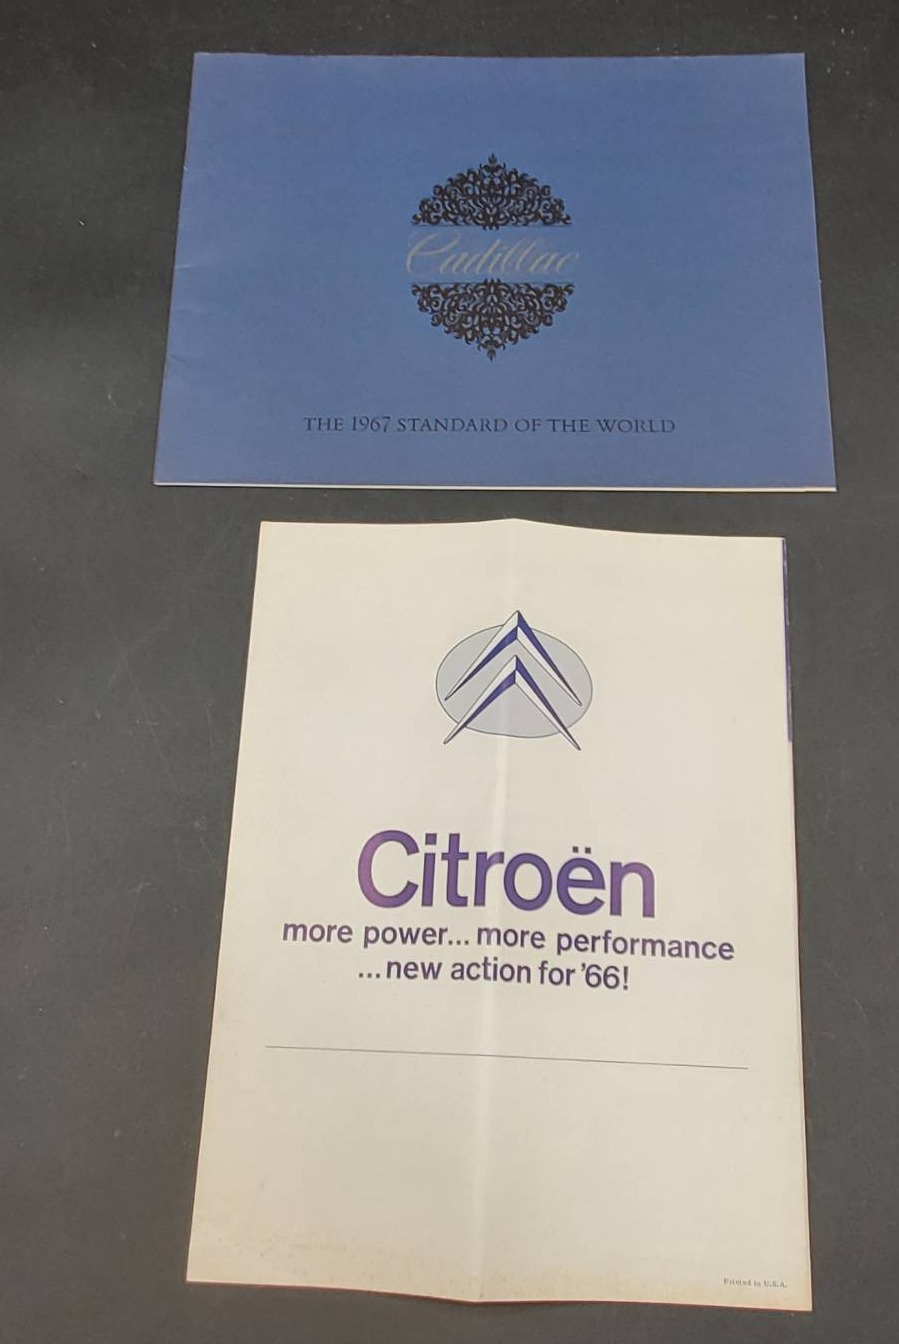 Cadillac
THE 1967 STANDARD OF THE WORLD
Citroën
more power... more performance
...new action for '66!
Printed in U.S.A.